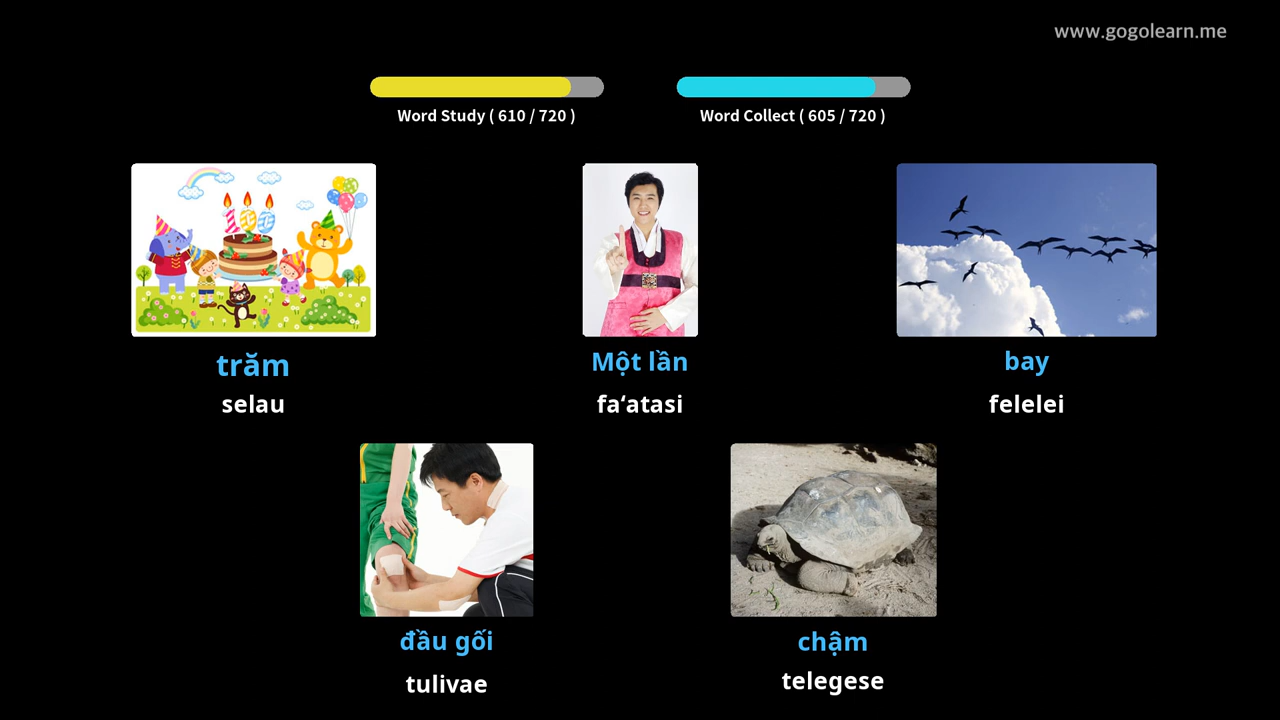 www.gogolearn.me
Word Study ( 610 / 720 )
Word Collect ( 605 / 720 )
100
trăm
selau
Một lần
fa‘atasi
bay
felelei
đầu gối
tulivae
chậm
telegese